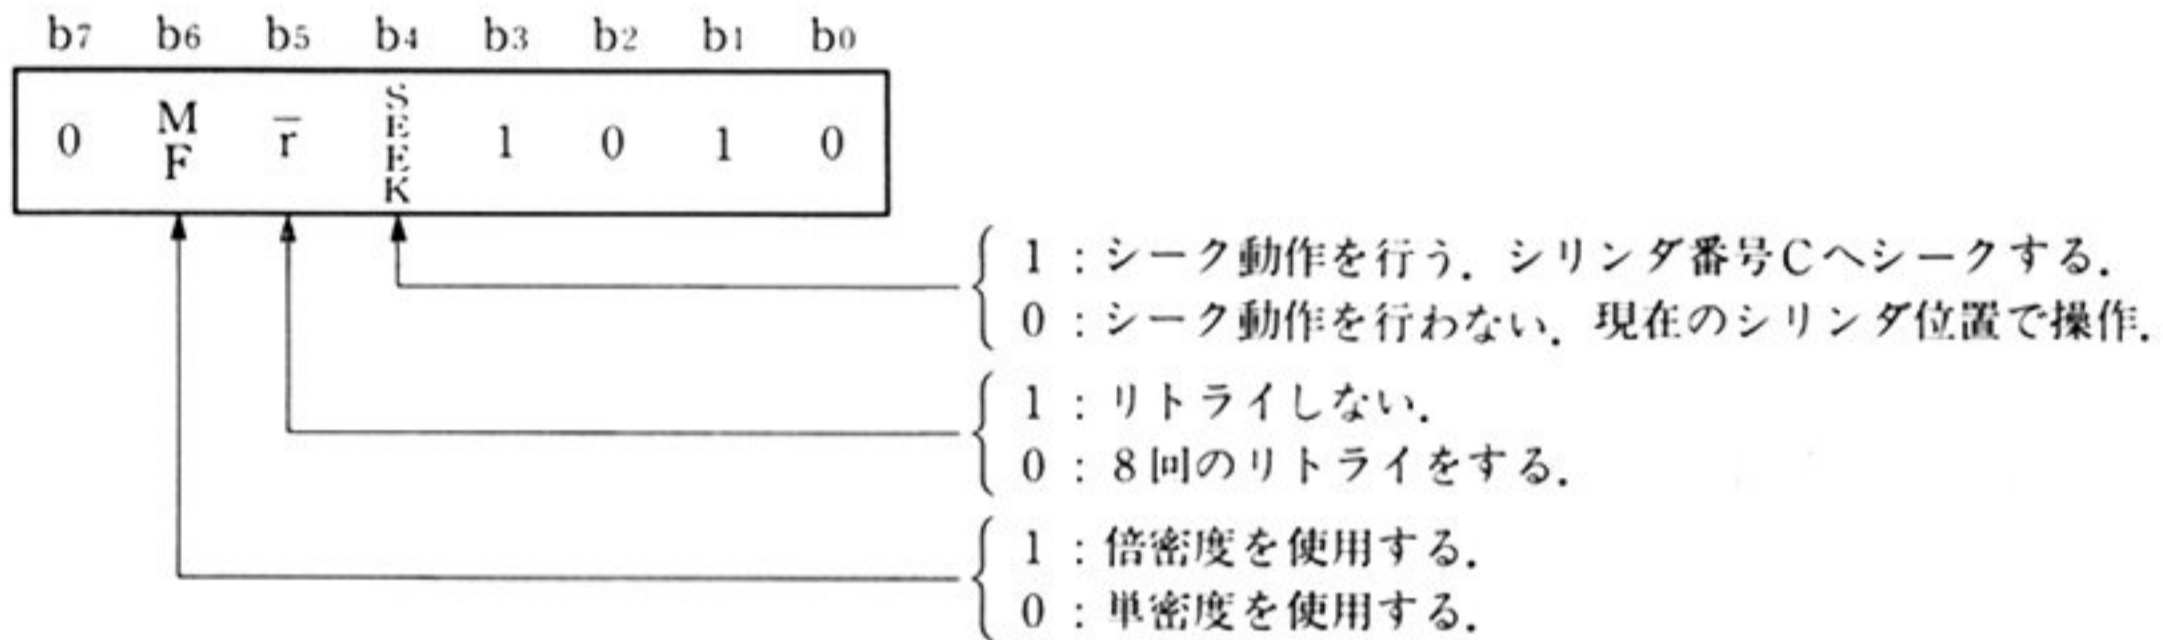 b7 b6 b5 b4 b3 b2 b1 b0
0 MF r̅ SEEK 1 0 1 0
1：シーク動作を行う．シリンダ番号Cへシークする．
0：シーク動作を行わない．現在のシリンダ位置で操作．
1：リトライしない．
0：8回のリトライをする．
1：倍密度を使用する．
0：単密度を使用する．